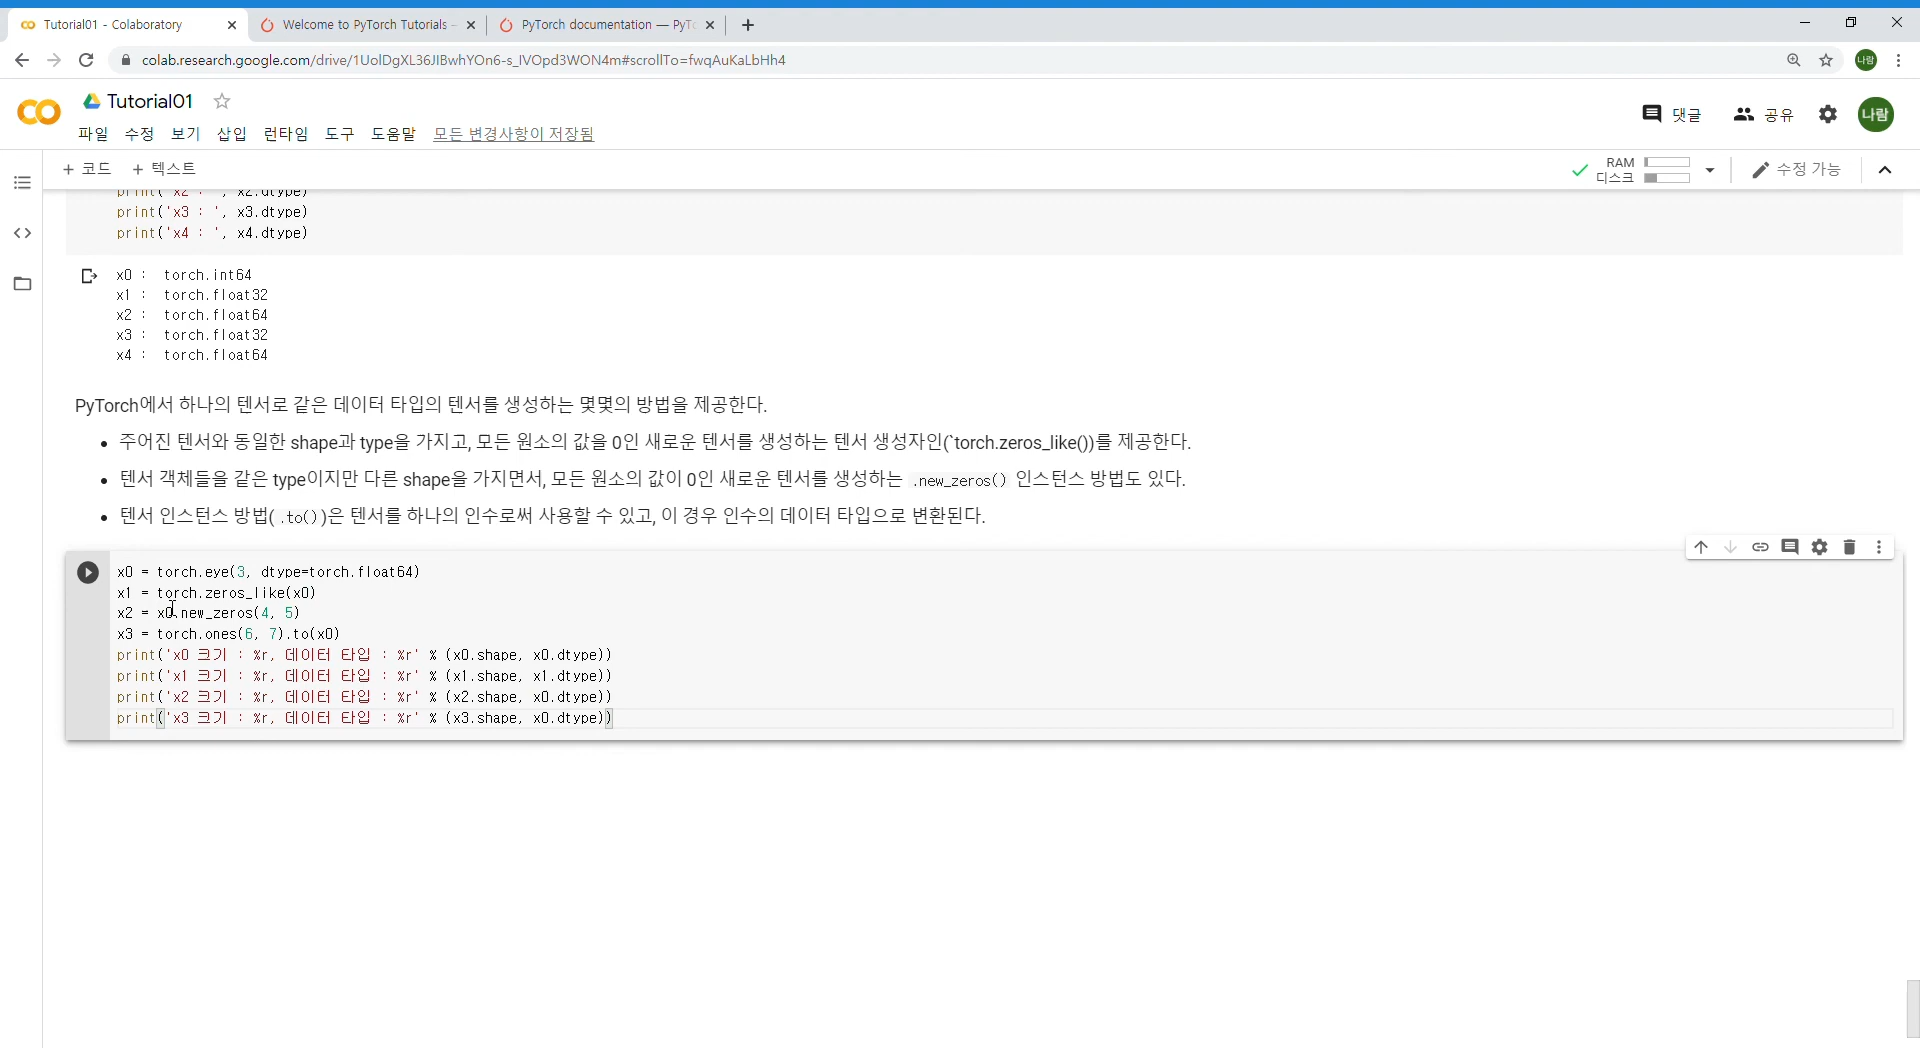 Tutorial01 - Colaboratory
Welcome to PyTorch Tutorials
PyTorch documentation — PyT
colab.research.google.com/drive/1UolDgXL36JIBwhYOn6-s_IVOpd3WON4m#scrollTo=fwqAuKaLbHh4
나람
Tutorial01
댓글
공유
나람
파일 수정 보기 삽입 런타임 도구 도움말 모든 변경사항이 저장됨
+ 코드 + 텍스트
RAM
디스크
수정 가능
print('x2 : ', x2.dtype)
print('x3 : ', x3.dtype)
print('x4 : ', x4.dtype)
x0 : torch.int64
x1 : torch.float32
x2 : torch.float64
x3 : torch.float32
x4 : torch.float64
PyTorch에서 하나의 텐서로 같은 데이터 타입의 텐서를 생성하는 몇몇의 방법을 제공한다.
• 주어진 텐서와 동일한 shape과 type을 가지고, 모든 원소의 값을 0인 새로운 텐서를 생성하는 텐서 생성자인(`torch.zeros_like())를 제공한다.
• 텐서 객체들을 같은 type이지만 다른 shape을 가지면서, 모든 원소의 값이 0인 새로운 텐서를 생성하는 .new_zeros() 인스턴스 방법도 있다.
• 텐서 인스턴스 방법( .to() )은 텐서를 하나의 인수로써 사용할 수 있고, 이 경우 인수의 데이터 타입으로 변환된다.
x0 = torch.eye(3, dtype=torch.float64)
x1 = torch.zeros_like(x0)
x2 = x0.new_zeros(4, 5)
x3 = torch.ones(6, 7).to(x0)
print('x0 크기 : %r, 데이터 타입 : %r' % (x0.shape, x0.dtype))
print('x1 크기 : %r, 데이터 타입 : %r' % (x1.shape, x1.dtype))
print('x2 크기 : %r, 데이터 타입 : %r' % (x2.shape, x0.dtype))
print('x3 크기 : %r, 데이터 타입 : %r' % (x3.shape, x0.dtype))